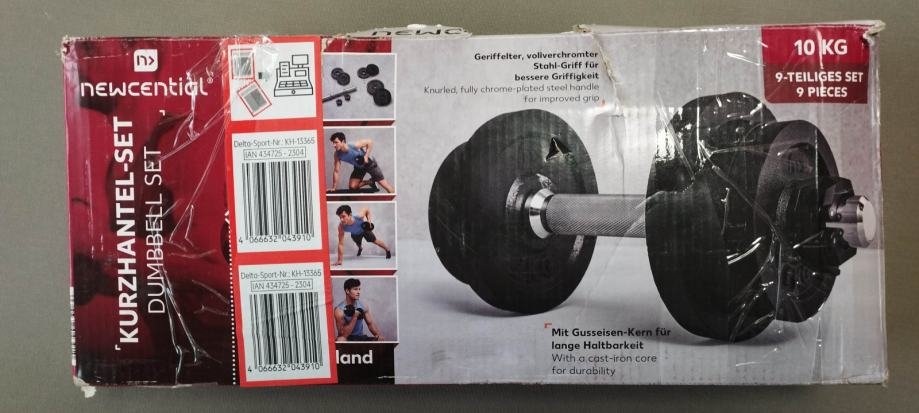 newcential®
KURZHANTEL-SET
DUMBBELL SET
Delta-Sport-Nr.: KH-13365
IAN 434725 - 2304
4 066632 043910
Delta-Sport-Nr.: KH-13365
IAN 434725 - 2304
4 066632 043910
land
Geriffelter, vollverchromter
Stahl-Griff für
bessere Griffigkeit
Knurled, fully chrome-plated steel handle
for improved grip
10 KG
9-TEILIGES SET
9 PIECES
Mit Gusseisen-Kern für
lange Haltbarkeit
With a cast-iron core
for durability